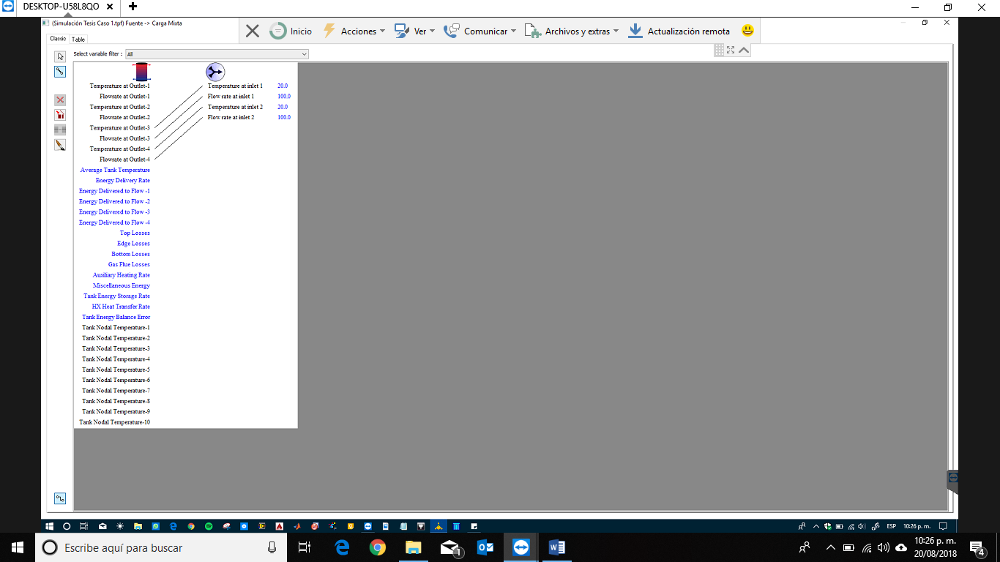 DESKTOP-U58L8QO
(Simulación Tesis Caso 1.tpf) Fuente -> Carga Mixta
Inicio
Acciones
Ver
Comunicar
Archivos y extras
Actualización remota
Classic
Table
Select variable filter :
All
Temperature at Outlet-1
Temperature at inlet 1
20.0
Flowrate at Outlet-1
Flow rate at inlet 1
100.0
Temperature at Outlet-2
Temperature at inlet 2
20.0
Flowrate at Outlet-2
Flow rate at inlet 2
100.0
Temperature at Outlet-3
Flowrate at Outlet-3
Temperature at Outlet-4
Flowrate at Outlet-4
Average Tank Temperature
Energy Delivery Rate
Energy Delivered to Flow -1
Energy Delivered to Flow -2
Energy Delivered to Flow -3
Energy Delivered to Flow -4
Top Losses
Edge Losses
Bottom Losses
Gas Flue Losses
Auxiliary Heating Rate
Miscellaneous Energy
Tank Energy Storage Rate
HX Heat Transfer Rate
Tank Energy Balance Error
Tank Nodal Temperature-1
Tank Nodal Temperature-2
Tank Nodal Temperature-3
Tank Nodal Temperature-4
Tank Nodal Temperature-5
Tank Nodal Temperature-6
Tank Nodal Temperature-7
Tank Nodal Temperature-8
Tank Nodal Temperature-9
Tank Nodal Temperature-10
ESP
10:26 p. m.
Escribe aquí para buscar
1
10:26 p. m.
20/08/2018
4